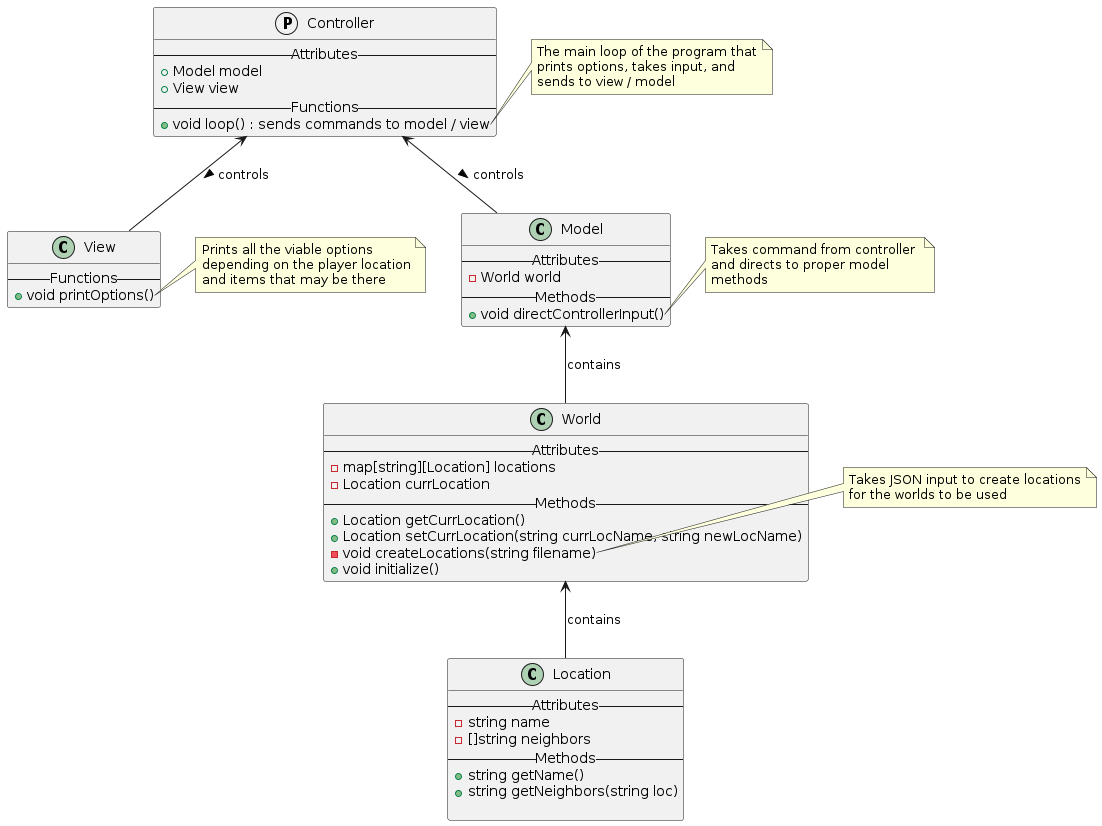 P Controller
Attributes
Model model
View view
Functions
void loop() : sends commands to model / view
The main loop of the program that
prints options, takes input, and
sends to view / model
controls
controls
C View
Functions
void printOptions()
Prints all the viable options
depending on the player location
and items that may be there
C Model
Attributes
World world
Methods
void directControllerInput()
Takes command from controller
and directs to proper model
methods
contains
C World
Attributes
map[string][Location] locations
Location currLocation
Methods
Location getCurrLocation()
Location setCurrLocation(string currLocName, string newLocName)
void createLocations(string filename)
void initialize()
Takes JSON input to create locations
for the worlds to be used
contains
C Location
Attributes
string name
[]string neighbors
Methods
string getName()
string getNeighbors(string loc)